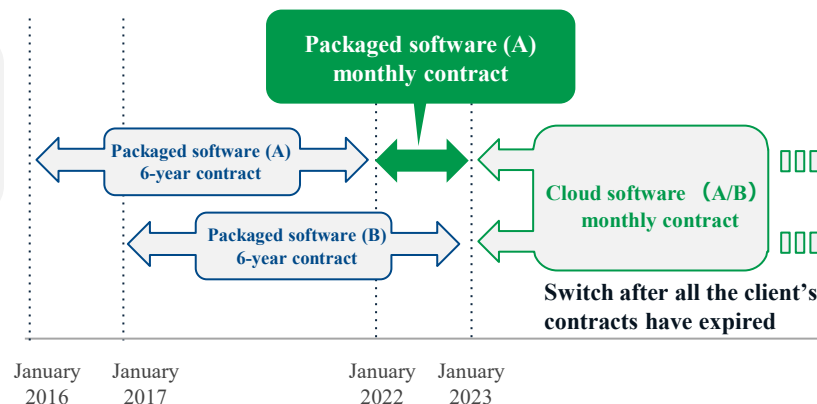 Packaged software (A)
monthly contract
Packaged software (A)
6-year contract
Packaged software (B)
6-year contract
Cloud software （A/B）
monthly contract
Switch after all the client’s
contracts have expired
January
2016
January
2017
January
2022
January
2023